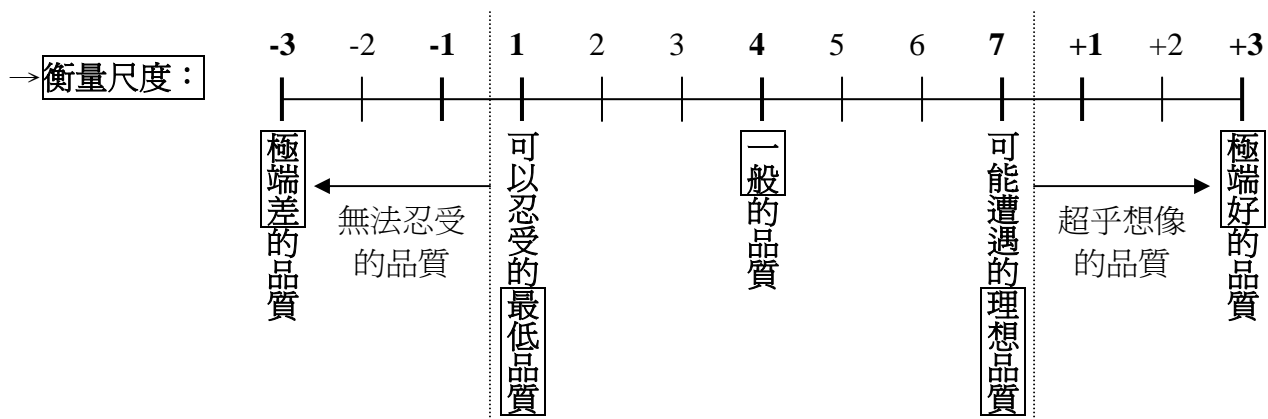 -3 -2 -1 1 2 3 4 5 6 7 +1 +2 +3
→衡量尺度：
極端差的品質
無法忍受
的品質
可以忍受的最低品質
一般的品質
可能遭遇的理想品質
超乎想像
的品質
極端好的品質